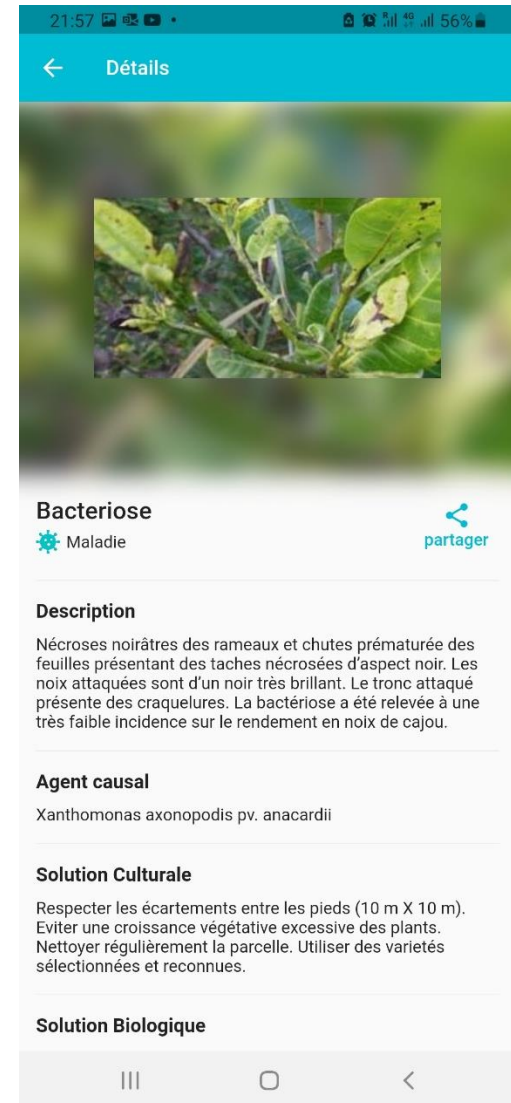 21:57
4G 56%
Détails
Bacteriose
Maladie
partager
Description
Nécroses noirâtres des rameaux et chutes prématurée des
feuilles présentant des taches nécrosées d'aspect noir. Les
noix attaquées sont d'un noir très brillant. Le tronc attaqué
présente des craquelures. La bactériose a été relevée à une
très faible incidence sur le rendement en noix de cajou.
Agent causal
Xanthomonas axonopodis pv. anacardii
Solution Culturale
Respecter les écartements entre les pieds (10 m X 10 m).
Eviter une croissance végétative excessive des plants.
Nettoyer régulièrement la parcelle. Utiliser des varietés
sélectionnées et reconnues.
Solution Biologique